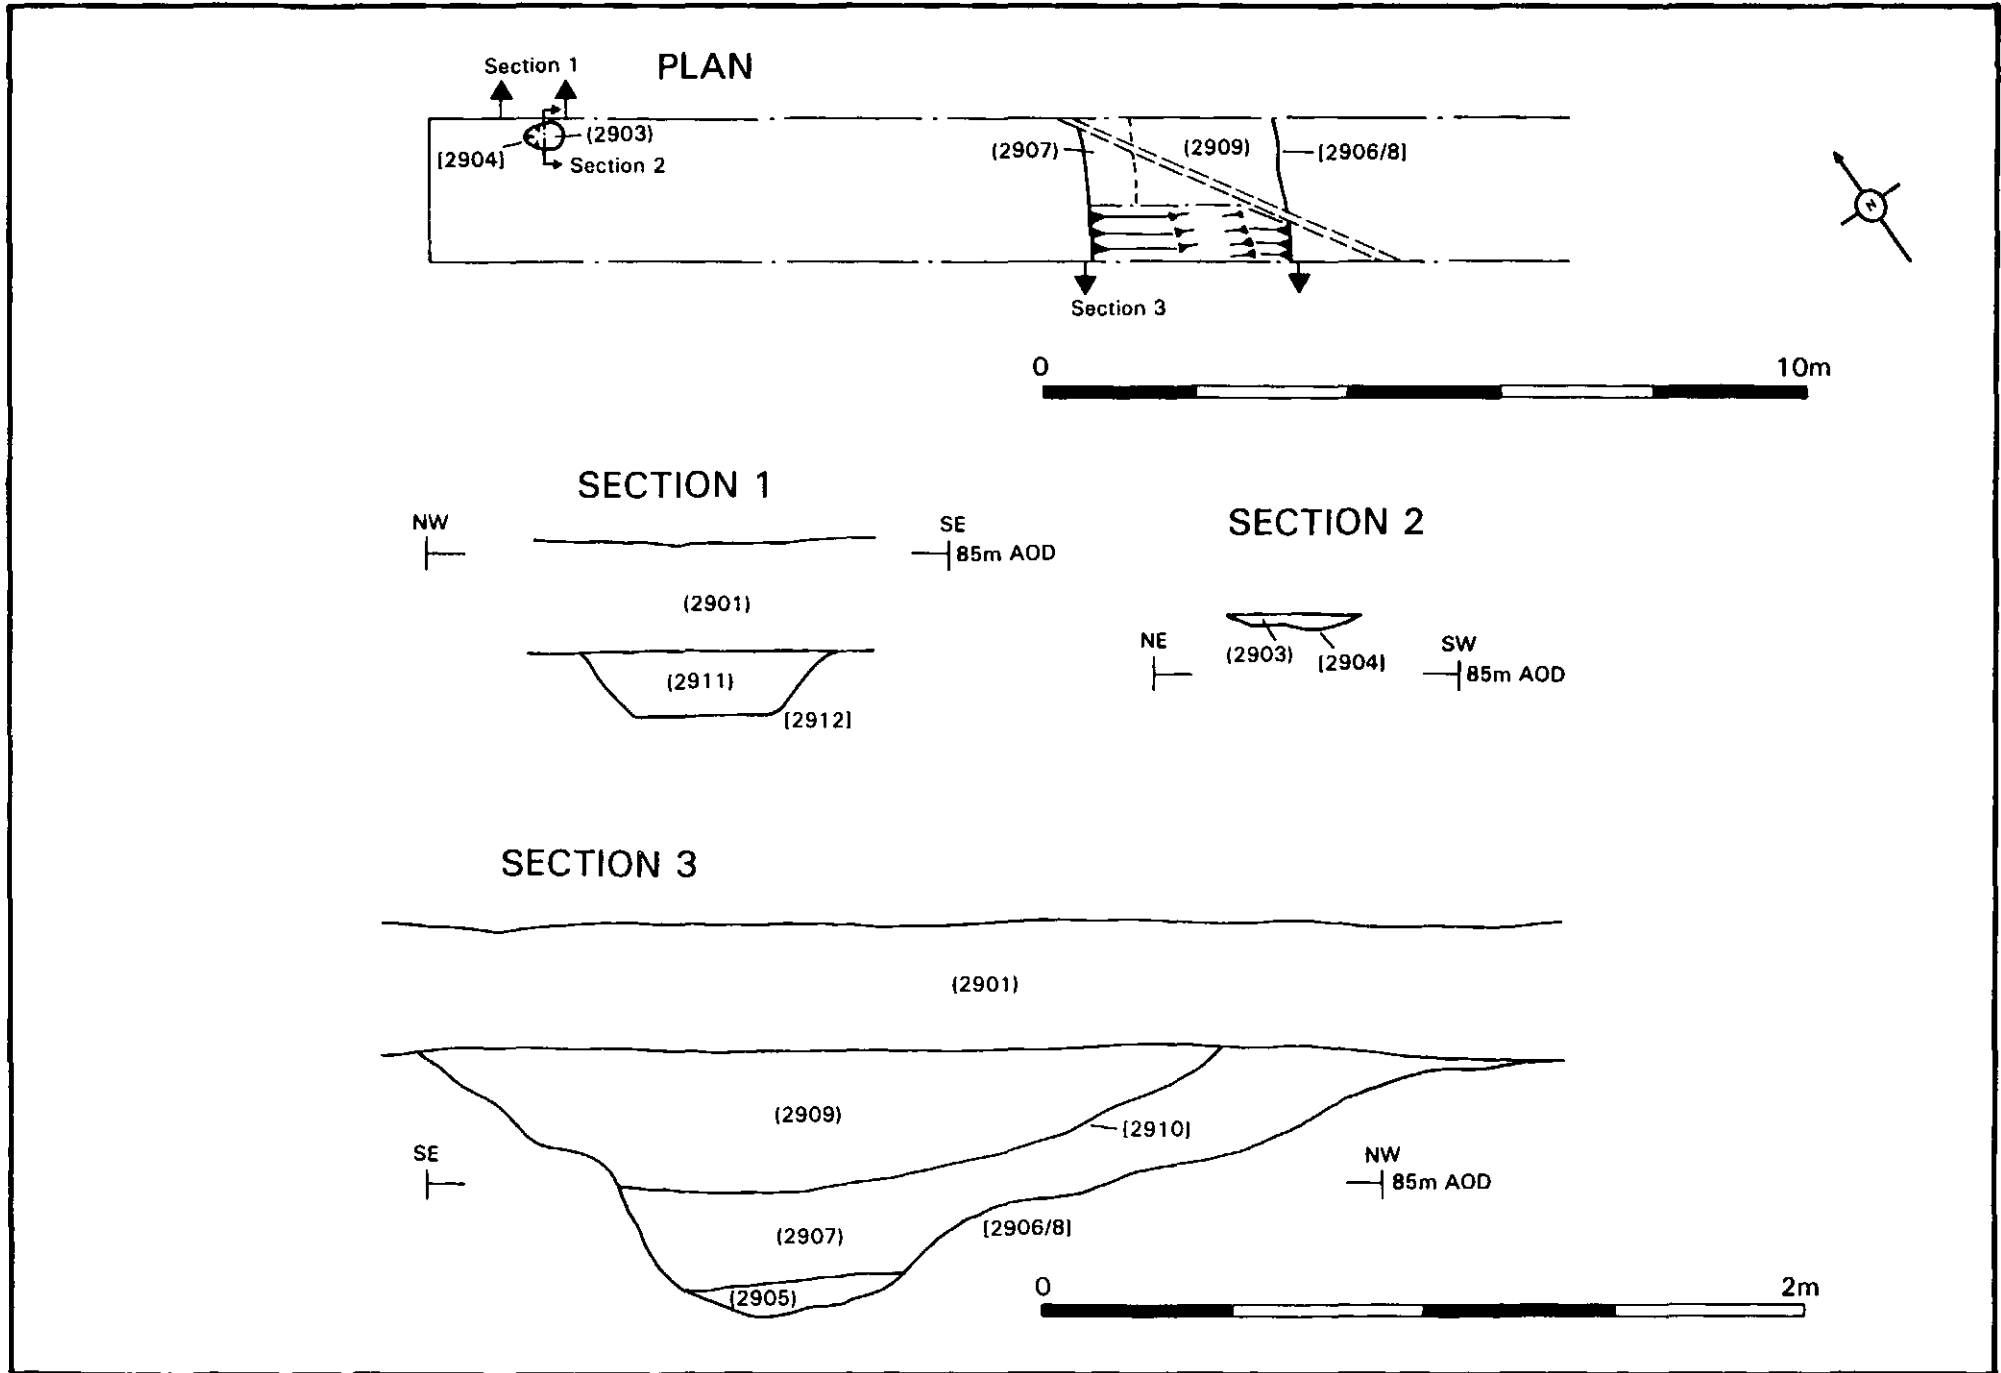 PLAN
Section 1
(2903)
[2904]
Section 2
(2907)
(2909)
[2906/8]
Section 3
N
0 10m
SECTION 1
NW SE
85m AOD
(2901)
(2911)
[2912]
SECTION 2
NE SW
85m AOD
(2903)
[2904]
SECTION 3
(2901)
(2909)
[2910]
SE NW
85m AOD
(2907)
[2906/8]
(2905)
0 2m